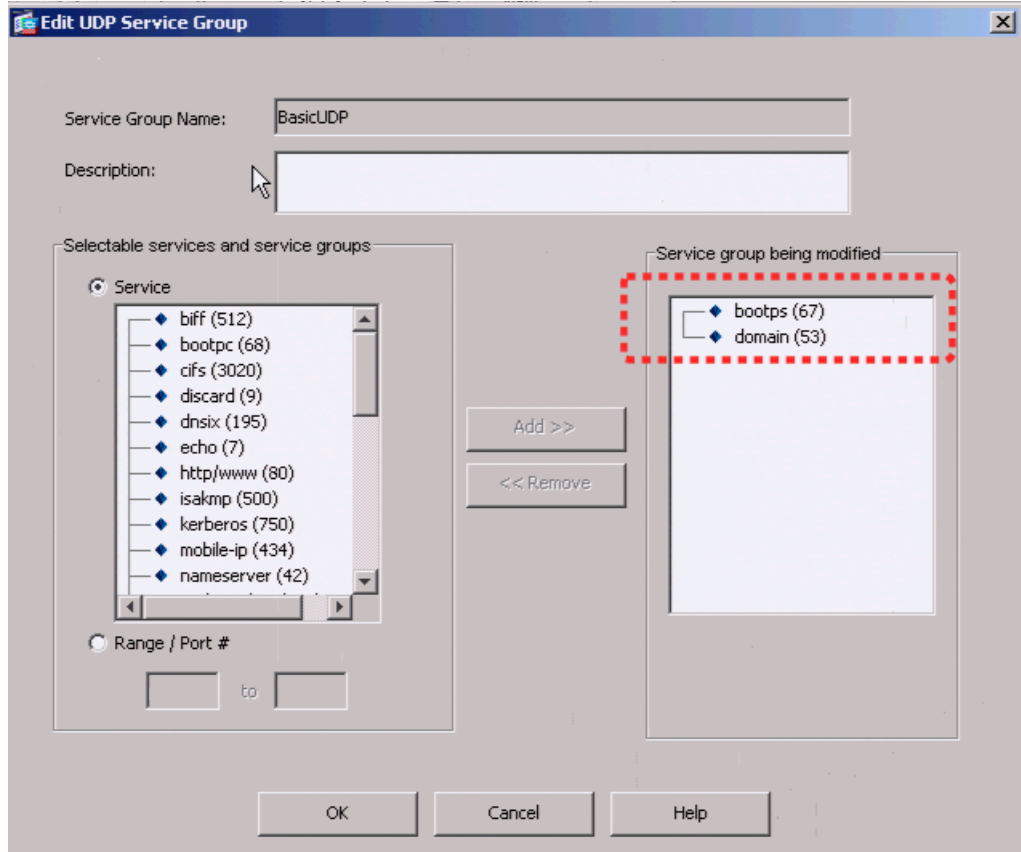 Edit UDP Service Group
Service Group Name:
BasicUDP
Description:
Selectable services and service groups
Service
biff (512)
bootpc (68)
cifs (3020)
discard (9)
dnsix (195)
echo (7)
http/www (80)
isakmp (500)
kerberos (750)
mobile-ip (434)
nameserver (42)
Range / Port #
to
Add >>
<< Remove
Service group being modified
bootps (67)
domain (53)
OK
Cancel
Help